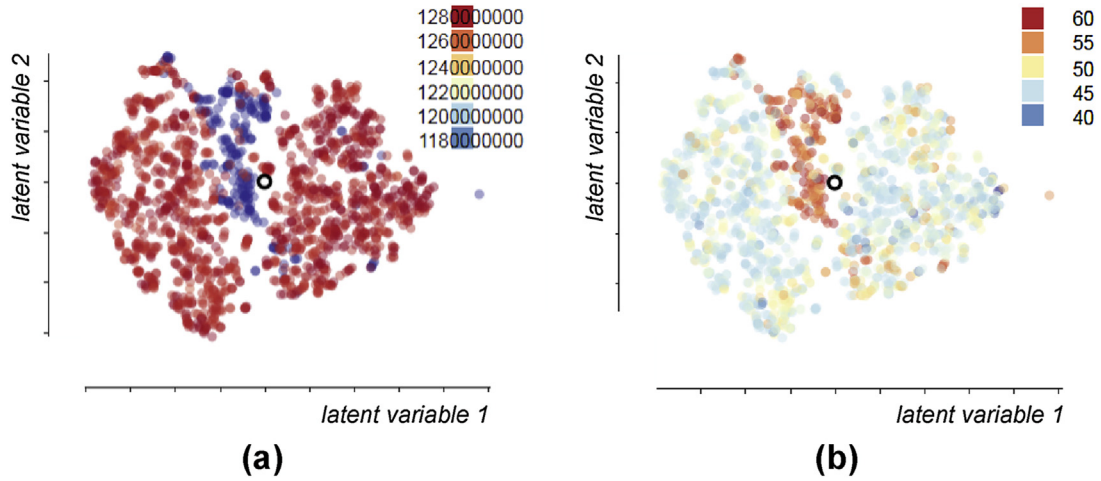 1280000000
1260000000
1240000000
1220000000
1200000000
1180000000
latent variable 2
latent variable 1
(a)
60
55
50
45
40
latent variable 2
latent variable 1
(b)